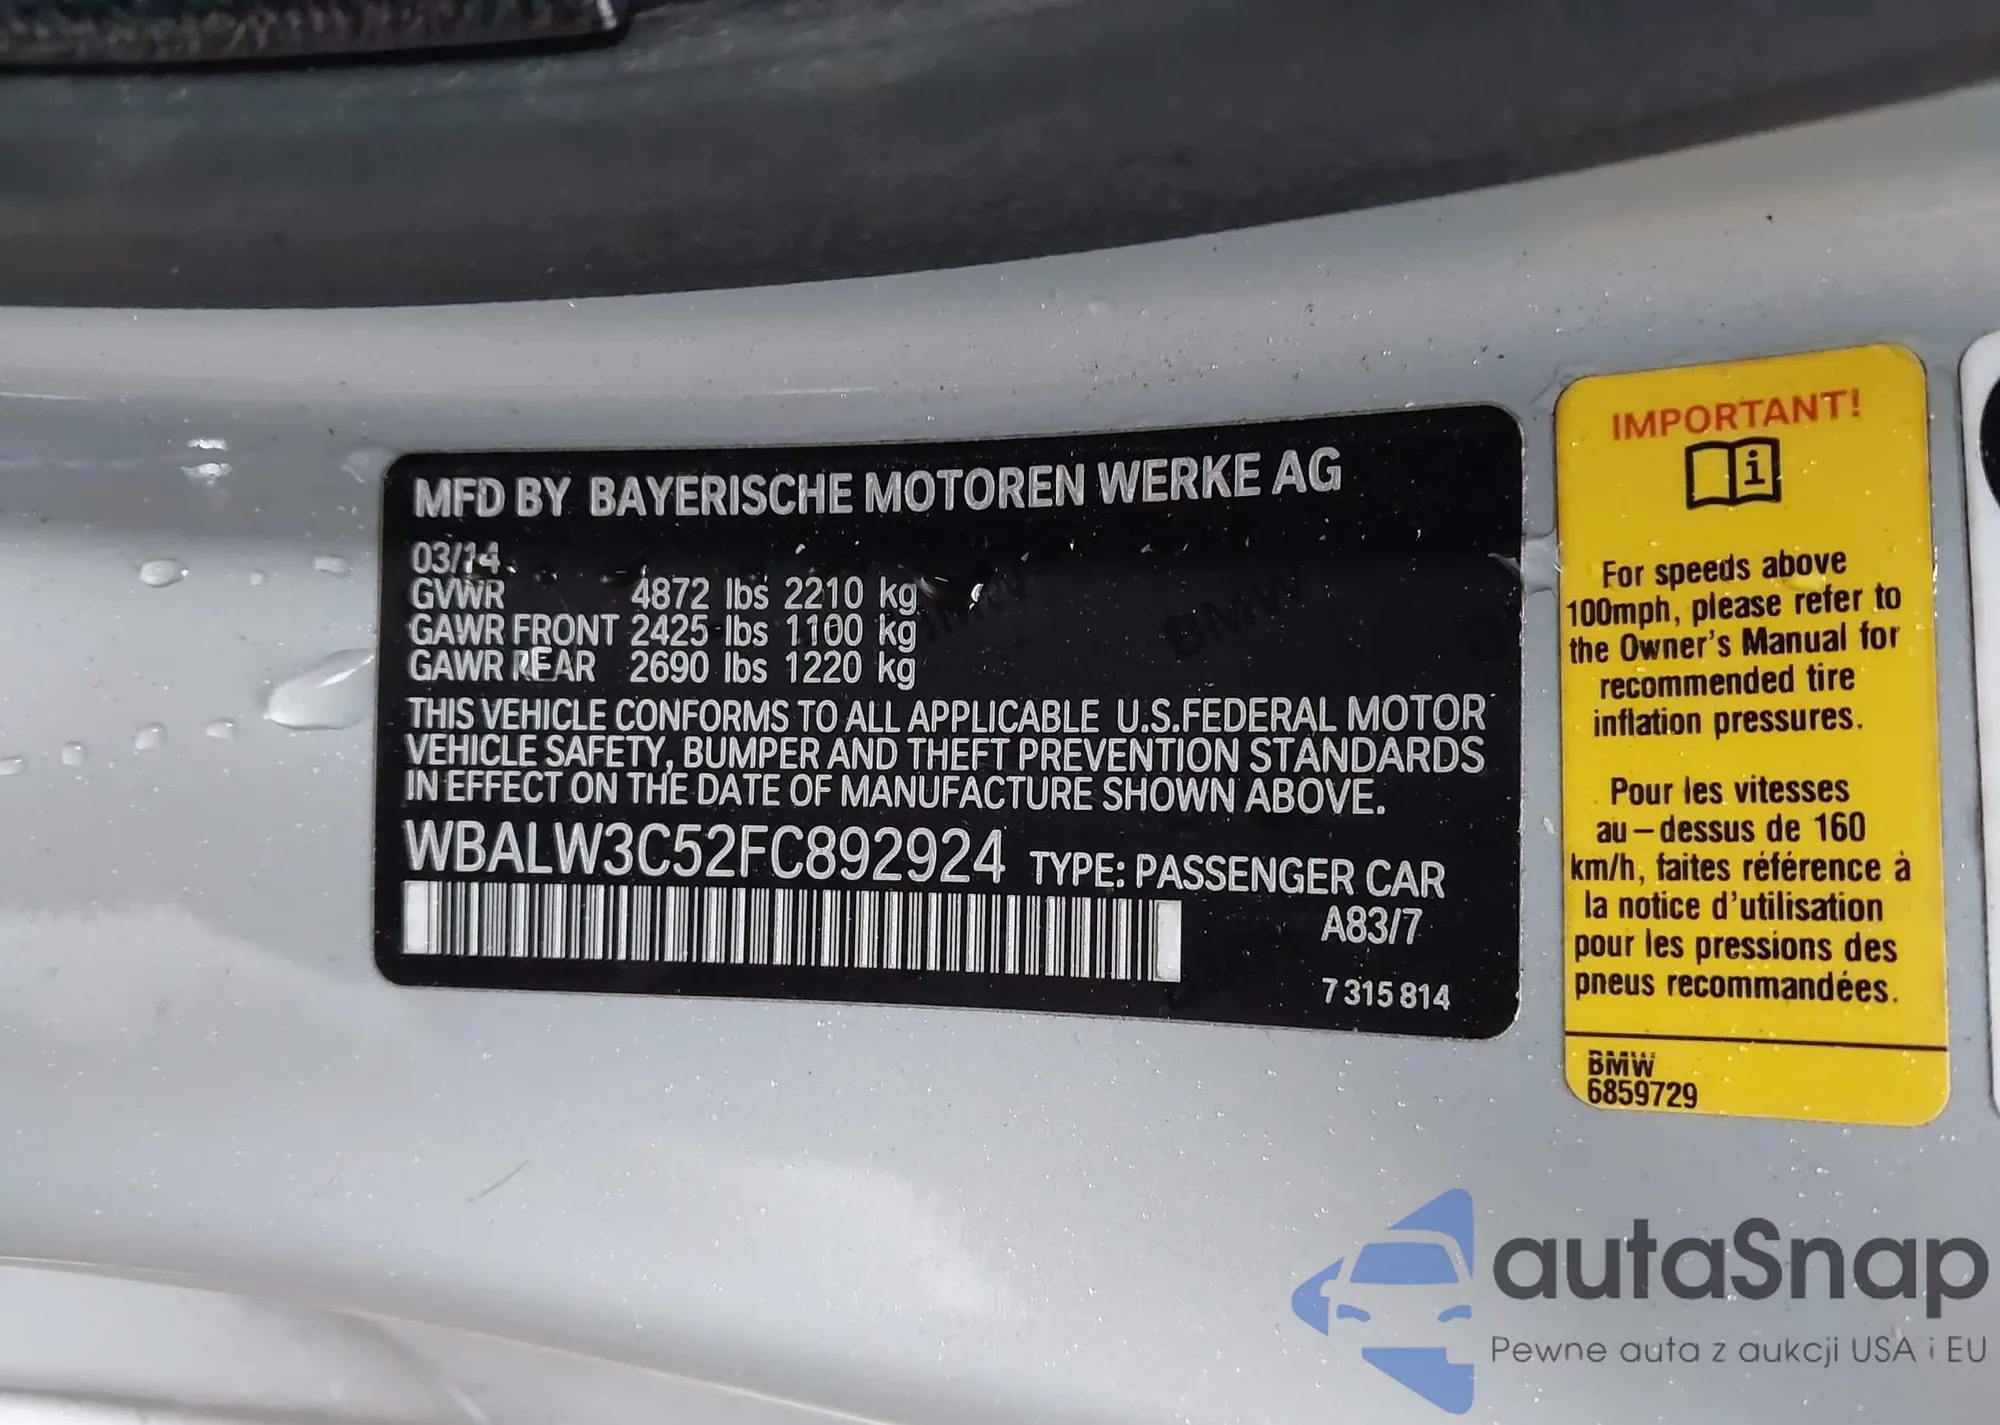 MFD BY BAYERISCHE MOTOREN WERKE AG
03/14
GVWR 4872 lbs 2210 kg
GAWR FRONT 2425 lbs 1100 kg
GAWR REAR 2690 lbs 1220 kg
THIS VEHICLE CONFORMS TO ALL APPLICABLE U.S.FEDERAL MOTOR
VEHICLE SAFETY, BUMPER AND THEFT PREVENTION STANDARDS
IN EFFECT ON THE DATE OF MANUFACTURE SHOWN ABOVE.
WBALW3C52FC892924 TYPE: PASSENGER CAR
A83/7
7 315 814
IMPORTANT!
i
For speeds above
100mph, please refer to
the Owner's Manual for
recommended tire
inflation pressures.
Pour les vitesses
au-dessus de 160
km/h, faites référence à
la notice d'utilisation
pour les pressions des
pneus recommandées.
BMW
6859729
autaSnap
Pewne auta z aukcji USA i EU